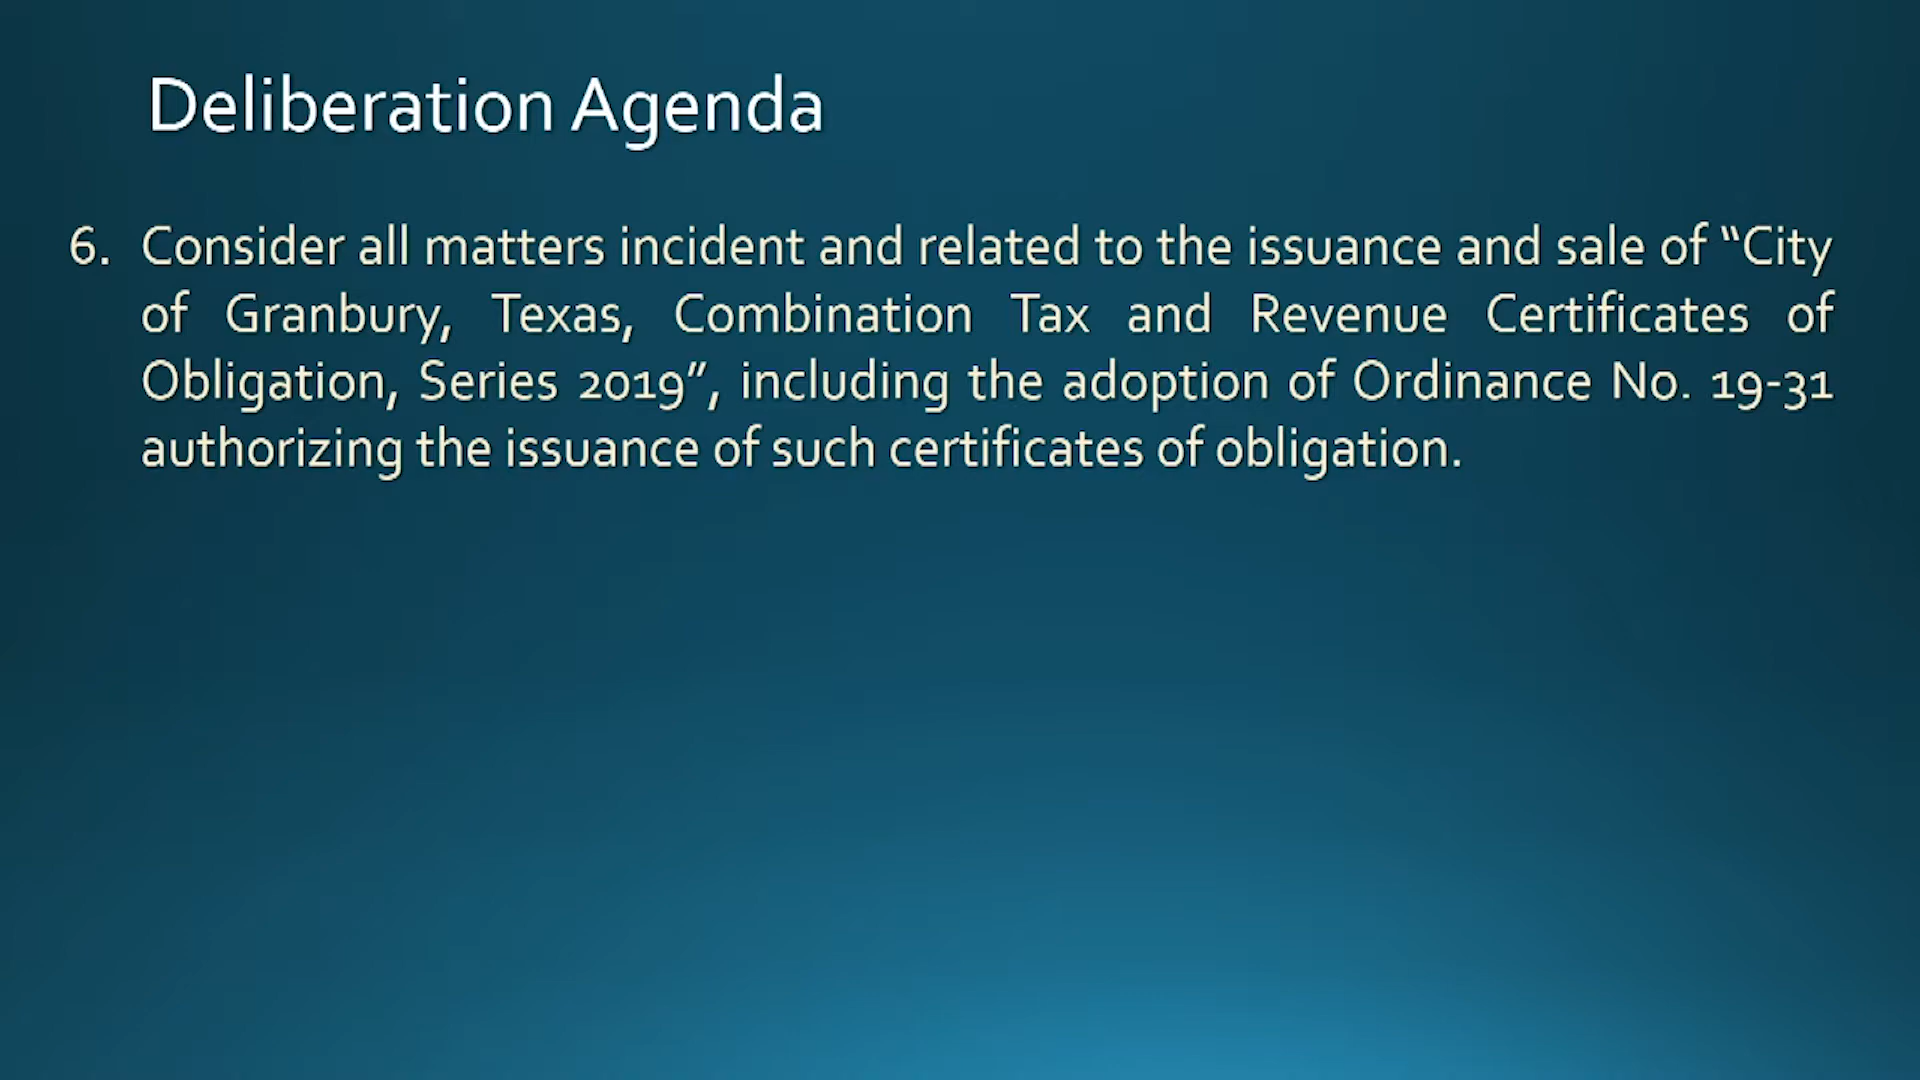 Deliberation Agenda
6. Consider all matters incident and related to the issuance and sale of “City
of Granbury, Texas, Combination Tax and Revenue Certificates of
Obligation, Series 2019”, including the adoption of Ordinance No. 19-31
authorizing the issuance of such certificates of obligation.